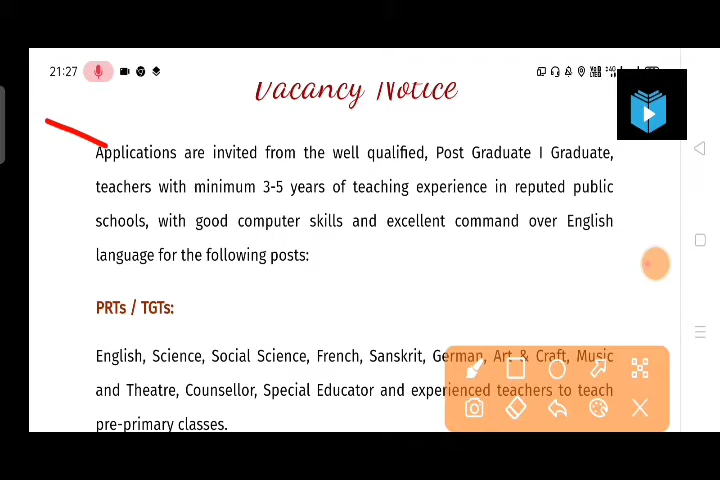 21:27
Vacancy Notice
Applications are invited from the well qualified, Post Graduate I Graduate,
teachers with minimum 3-5 years of teaching experience in reputed public
schools, with good computer skills and excellent command over English
language for the following posts:
PRTs / TGTs:
English, Science, Social Science, French, Sanskrit, German, Art & Craft, Music
and Theatre, Counsellor, Special Educator and experienced teachers to teach
pre-primary classes.